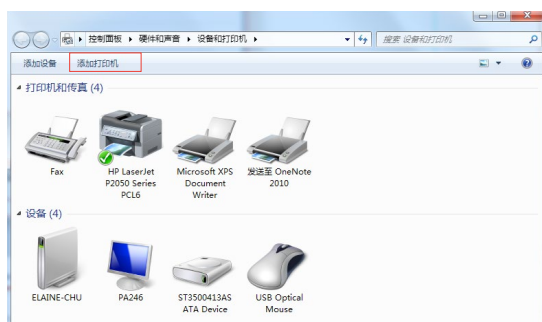 控制面板 ▸ 硬件和声音 ▸ 设备和打印机 ▸
搜索 设备和打印机
添加设备 添加打印机
打印机和传真 (4)
Fax
HP LaserJet
P2050 Series
PCL6
Microsoft XPS
Document
Writer
发送至 OneNote
2010
设备 (4)
ELAINE-CHU
PA246
ST3500413AS
ATA Device
USB Optical
Mouse